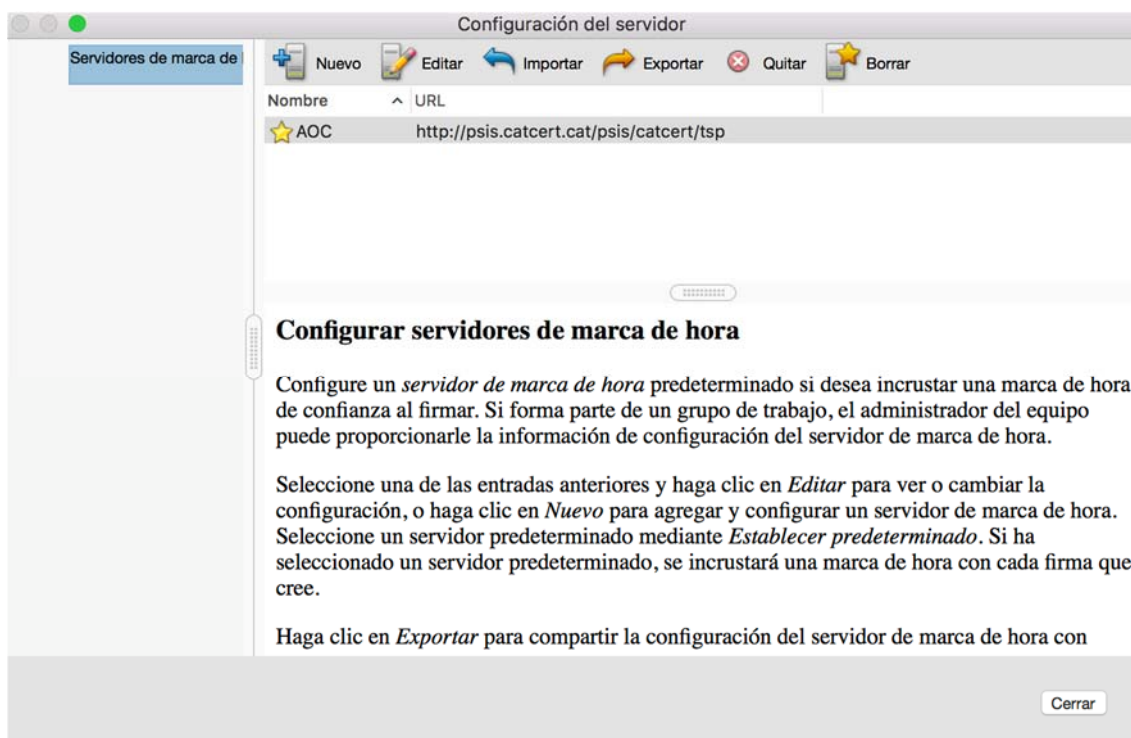 Configuración del servidor
Servidores de marca de
Nuevo Editar Importar Exportar Quitar Borrar
Nombre URL
AOC http://psis.catcert.cat/psis/catcert/tsp
Configurar servidores de marca de hora
Configure un servidor de marca de hora predeterminado si desea incrustar una marca de hora
de confianza al firmar. Si forma parte de un grupo de trabajo, el administrador del equipo
puede proporcionarle la información de configuración del servidor de marca de hora.
Seleccione una de las entradas anteriores y haga clic en Editar para ver o cambiar la
configuración, o haga clic en Nuevo para agregar y configurar un servidor de marca de hora.
Seleccione un servidor predeterminado mediante Establecer predeterminado. Si ha
seleccionado un servidor predeterminado, se incrustará una marca de hora con cada firma que
cree.
Haga clic en Exportar para compartir la configuración del servidor de marca de hora con
Cerrar